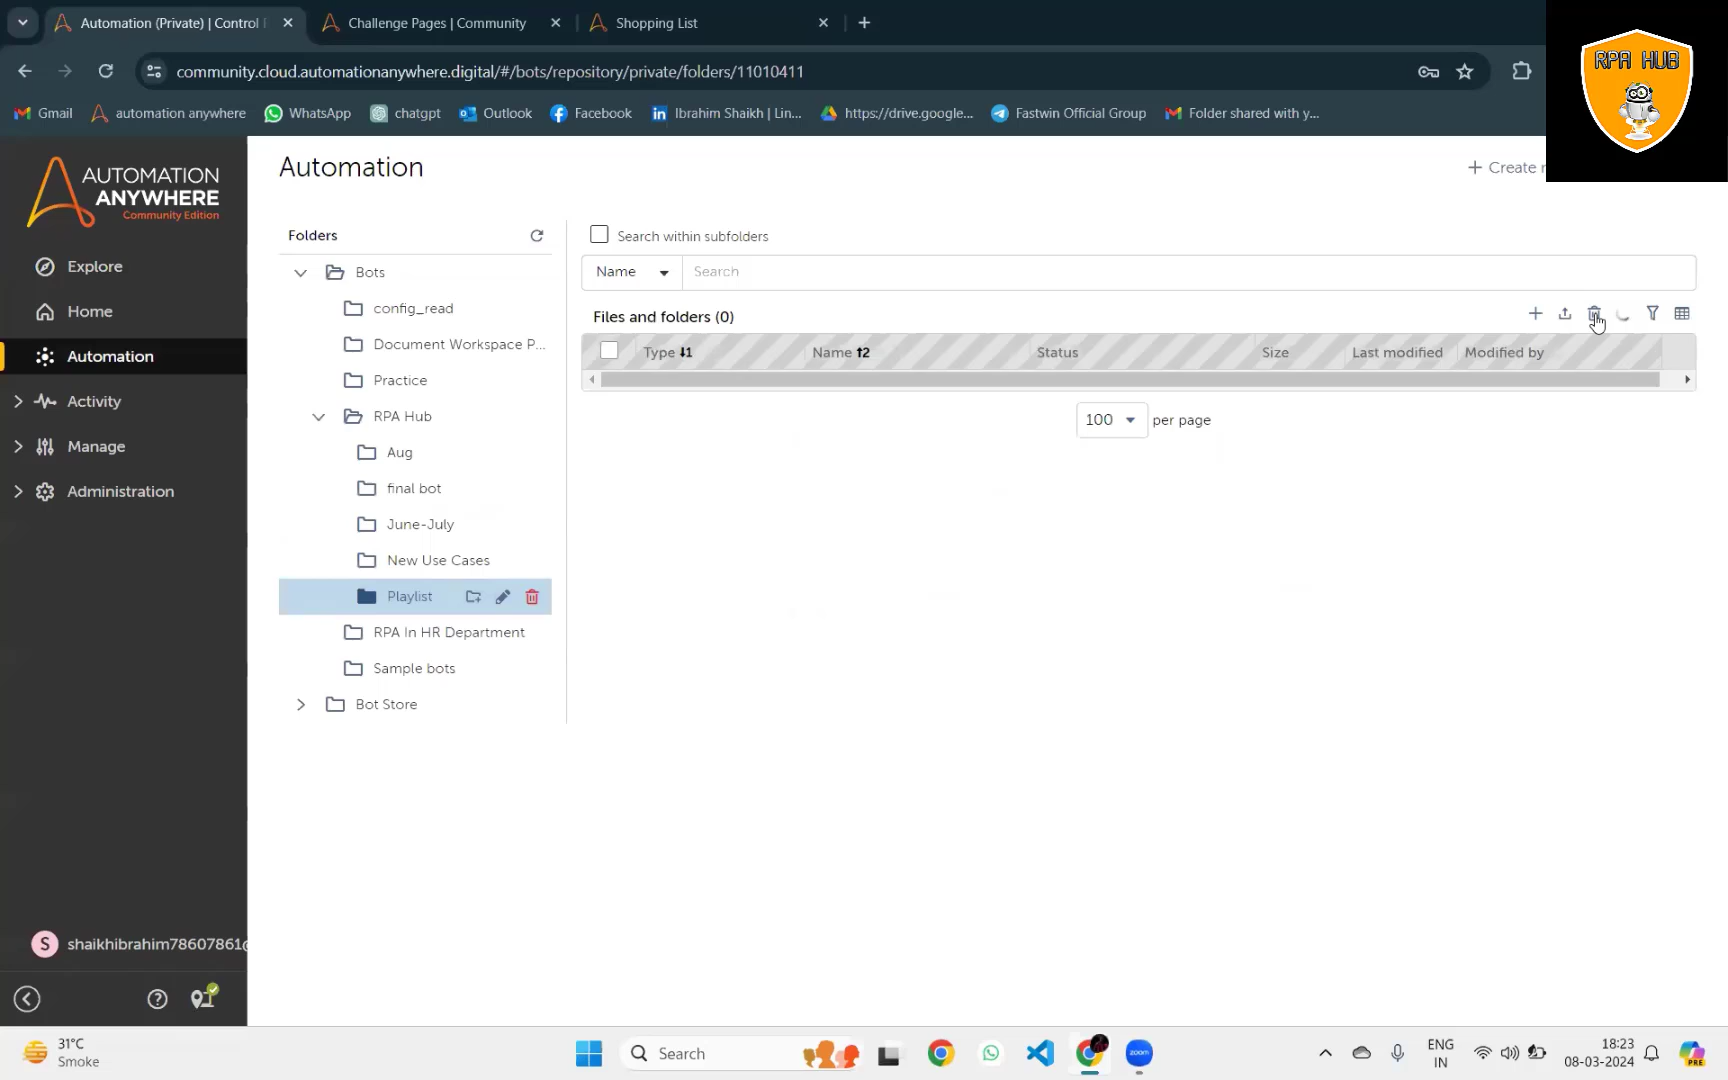 Automation (Private) | Control
Challenge Pages | Community
Shopping List
RPA HUB
community.cloud.automationanywhere.digital/#/bots/repository/private/folders/11010411
Gmail
automation anywhere
WhatsApp
chatgpt
Outlook
Facebook
Ibrahim Shaikh | Lin...
https://drive.google...
Fastwin Official Group
Folder shared with y...
AUTOMATION
ANYWHERE
Community Edition
Explore
Home
Automation
Activity
Manage
Administration
shaikhibrahim78607861@
Automation
+ Create
Folders
Bots
config_read
Document Workspace P...
Practice
RPA Hub
Aug
final bot
June-July
New Use Cases
Playlist
RPA In HR Department
Sample bots
Bot Store
Search within subfolders
Name
Search
Files and folders (0)
Type ↓1
Name ↑2
Status
Size
Last modified
Modified by
100
per page
S
31°C
Smoke
Search
zoom
ENG
IN
18:23
08-03-2024
PRE